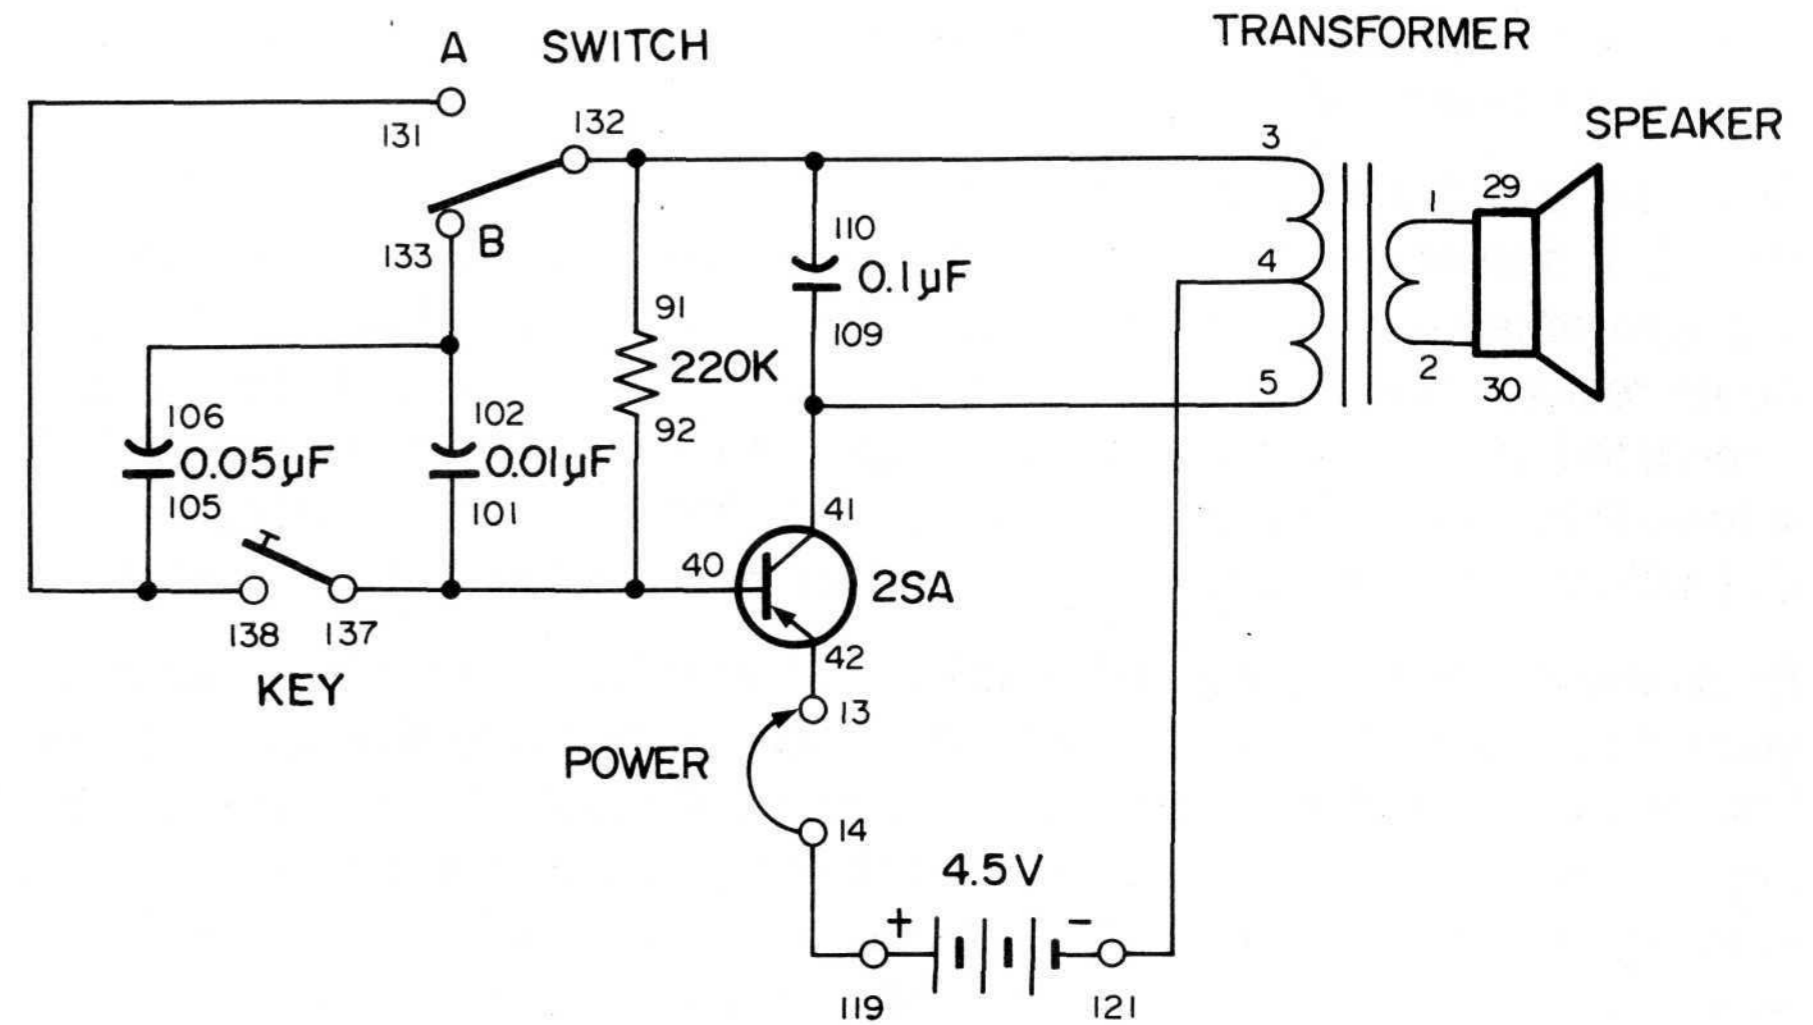 TRANSFORMER
A SWITCH
SPEAKER
131
132
3
133 B
110
0.1µF
109
29
1
4
2
30
5
91
220K
92
106
0.05µF
105
102
0.01µF
101
41
40
2SA
42
138 137
KEY
13
POWER
14
4.5V
+ −
119
121